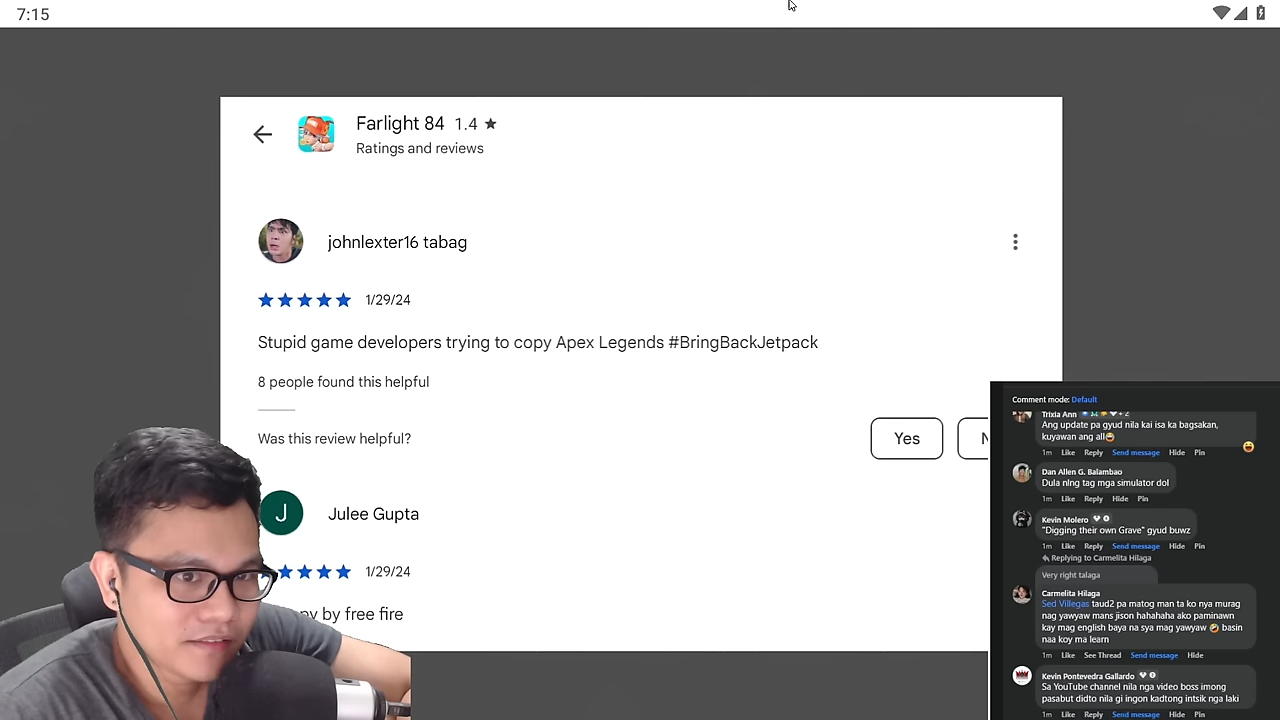 7:15
Farlight 84 1.4 ★
Ratings and reviews
johnlexter16 tabag
1/29/24
Stupid game developers trying to copy Apex Legends #BringBackJetpack
8 people found this helpful
Was this review helpful?
Yes
J
Julee Gupta
1/29/24
by free fire
Comment mode: Default
Trixia Ann
Ang update pa gyud nila kai isa ka bagsakan,
kuyawan ang all😂
1m Like Reply Send message Hide Pin
Dan Allen G. Balambao
Dula nlng tag mga simulator dol
1m Like Reply Hide Pin
Kevin Molero
"Digging their own Grave" gyud buwz
1m Like Reply Send message Hide Pin
Replying to Carmelita Hilaga
Very right talaga
Carmelita Hilaga
Sed Villegas taud2 pa matog man ta ko nya murag
nag yawyaw mans jison hahahaha ako paminawn
kay mag english baya na sya mag yawyaw 🤣 basin
naa koy ma learn
1m Like See Thread Send message Hide
Kevin Pontevedra Gallardo
Sa YouTube channel nila nga video boss imong
pasabut didto nila gi ingon kadtong intsik nga laki
1m Like Reply Send message Hide Pin